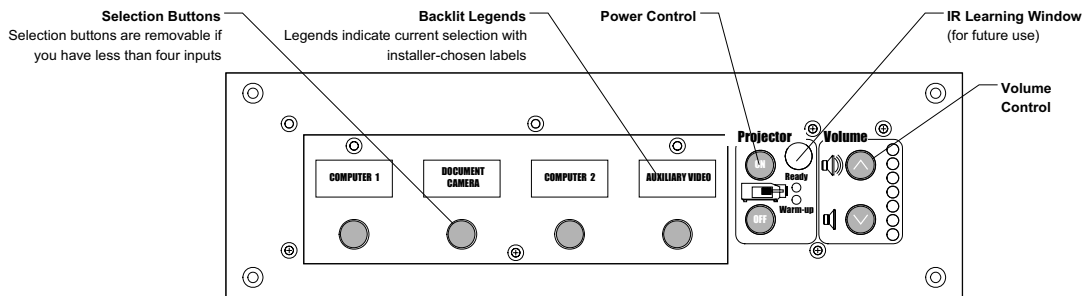 Selection Buttons
Selection buttons are removable if
you have less than four inputs
Backlit Legends
Legends indicate current selection with
installer-chosen labels
Power Control
IR Learning Window
(for future use)
Volume
Control
Projector
Volume
COMPUTER 1
DOCUMENT
CAMERA
COMPUTER 2
AUXILIARY VIDEO
ON
Ready
Warm-up
OFF